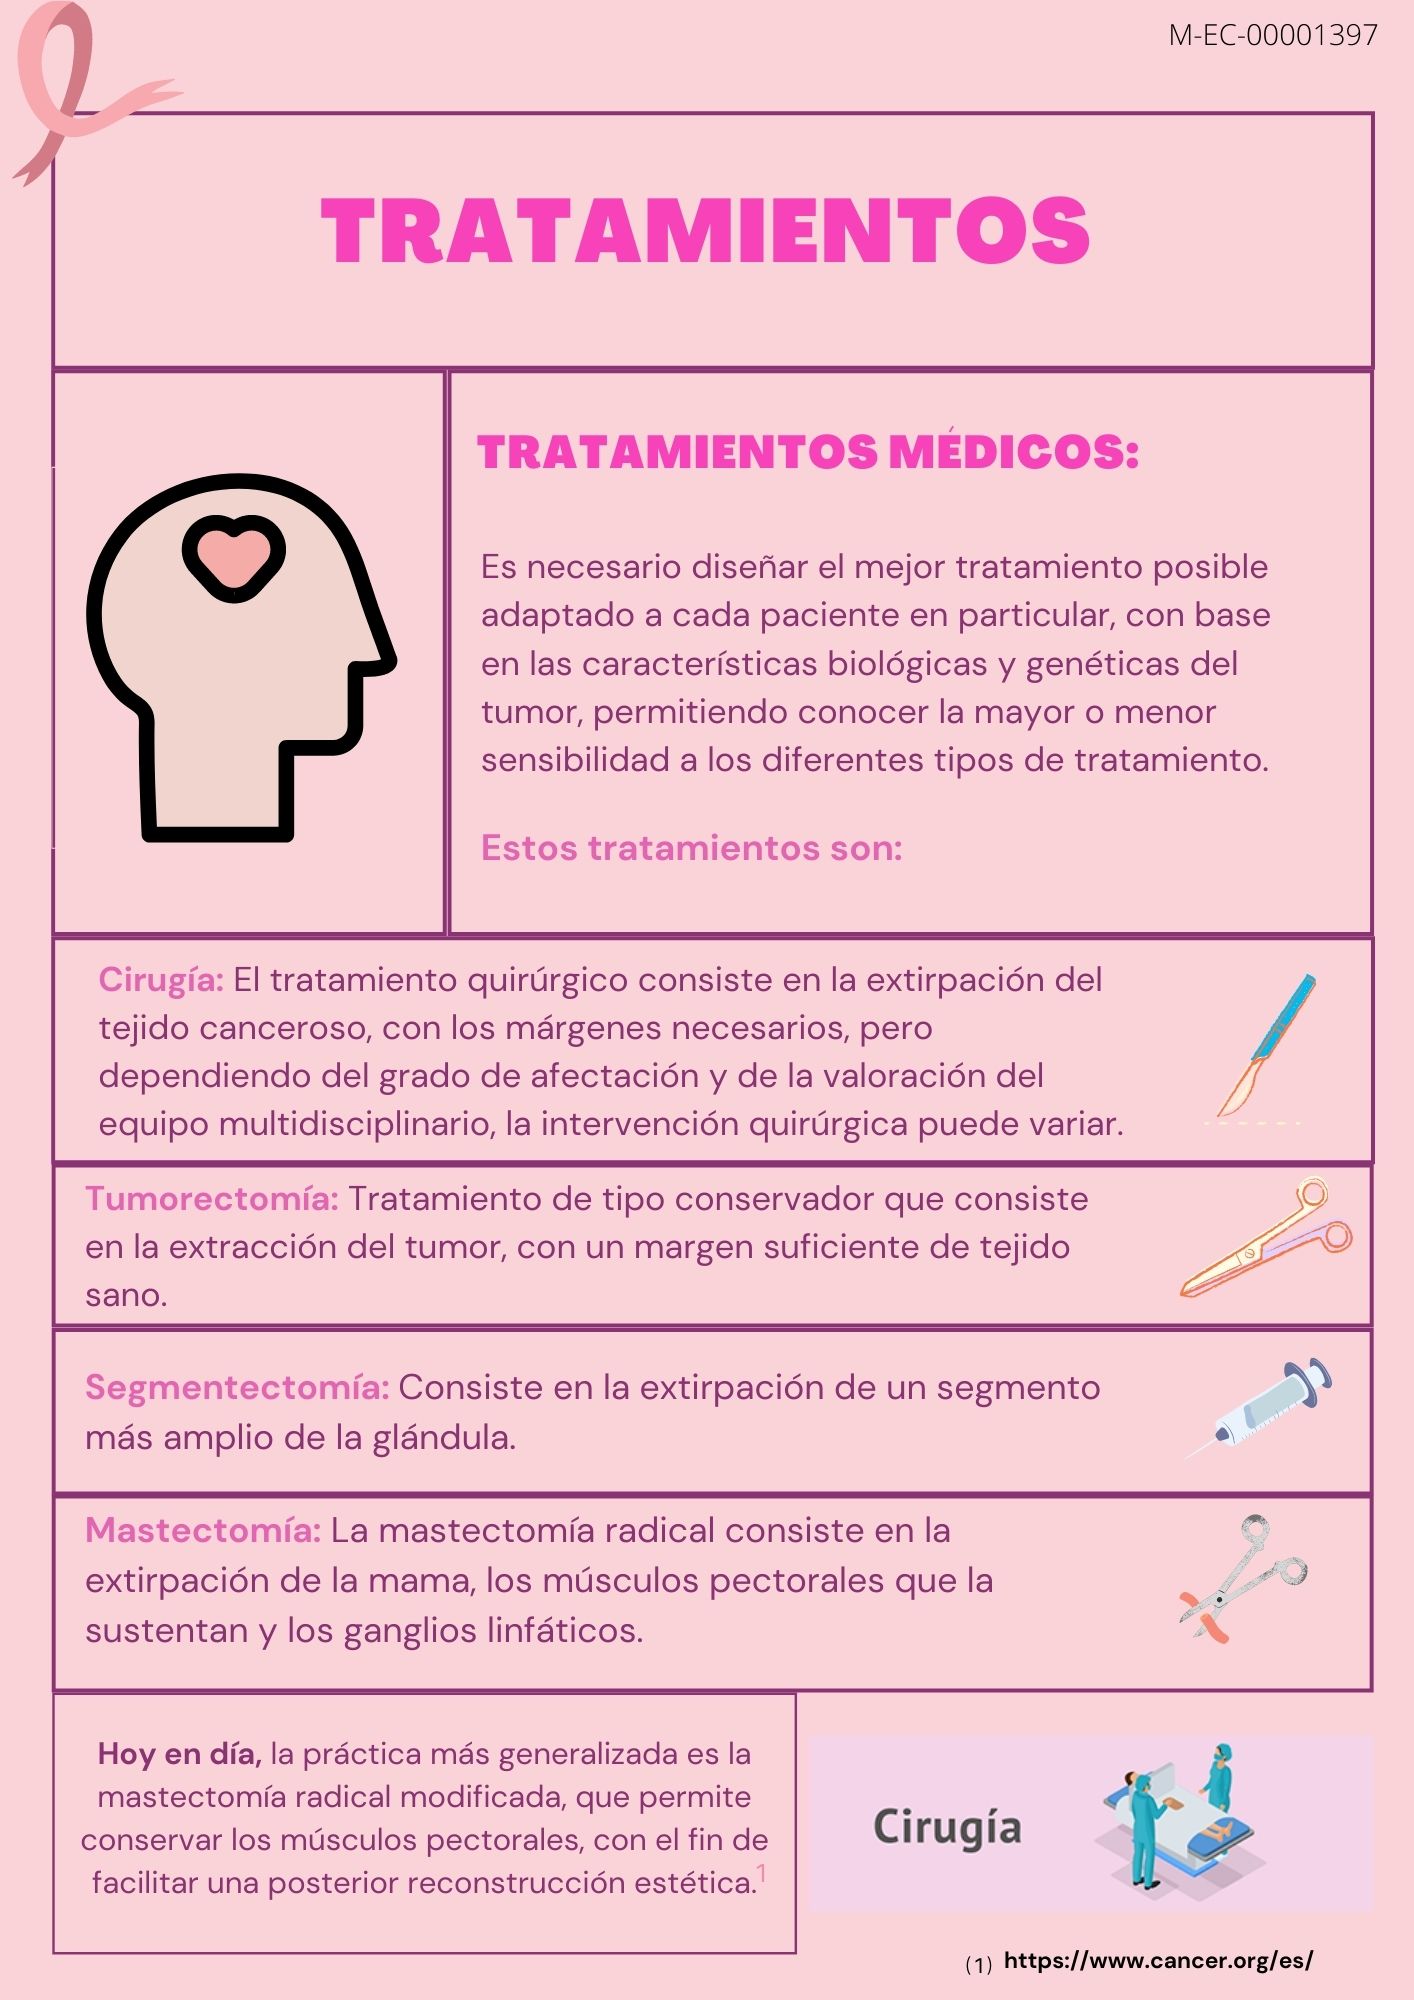 M-EC-00001397
TRATAMIENTOS
TRATAMIENTOS MÉDICOS:
Es necesario diseñar el mejor tratamiento posible
adaptado a cada paciente en particular, con base
en las características biológicas y genéticas del
tumor, permitiendo conocer la mayor o menor
sensibilidad a los diferentes tipos de tratamiento.
Estos tratamientos son:
Cirugía: El tratamiento quirúrgico consiste en la extirpación del
tejido canceroso, con los márgenes necesarios, pero
dependiendo del grado de afectación y de la valoración del
equipo multidisciplinario, la intervención quirúrgica puede variar.
Tumorectomía: Tratamiento de tipo conservador que consiste
en la extracción del tumor, con un margen suficiente de tejido
sano.
Segmentectomía: Consiste en la extirpación de un segmento
más amplio de la glándula.
Mastectomía: La mastectomía radical consiste en la
extirpación de la mama, los músculos pectorales que la
sustentan y los ganglios linfáticos.
Hoy en día, la práctica más generalizada es la
mastectomía radical modificada, que permite
conservar los músculos pectorales, con el fin de
facilitar una posterior reconstrucción estética.1
Cirugía
(1) https://www.cancer.org/es/